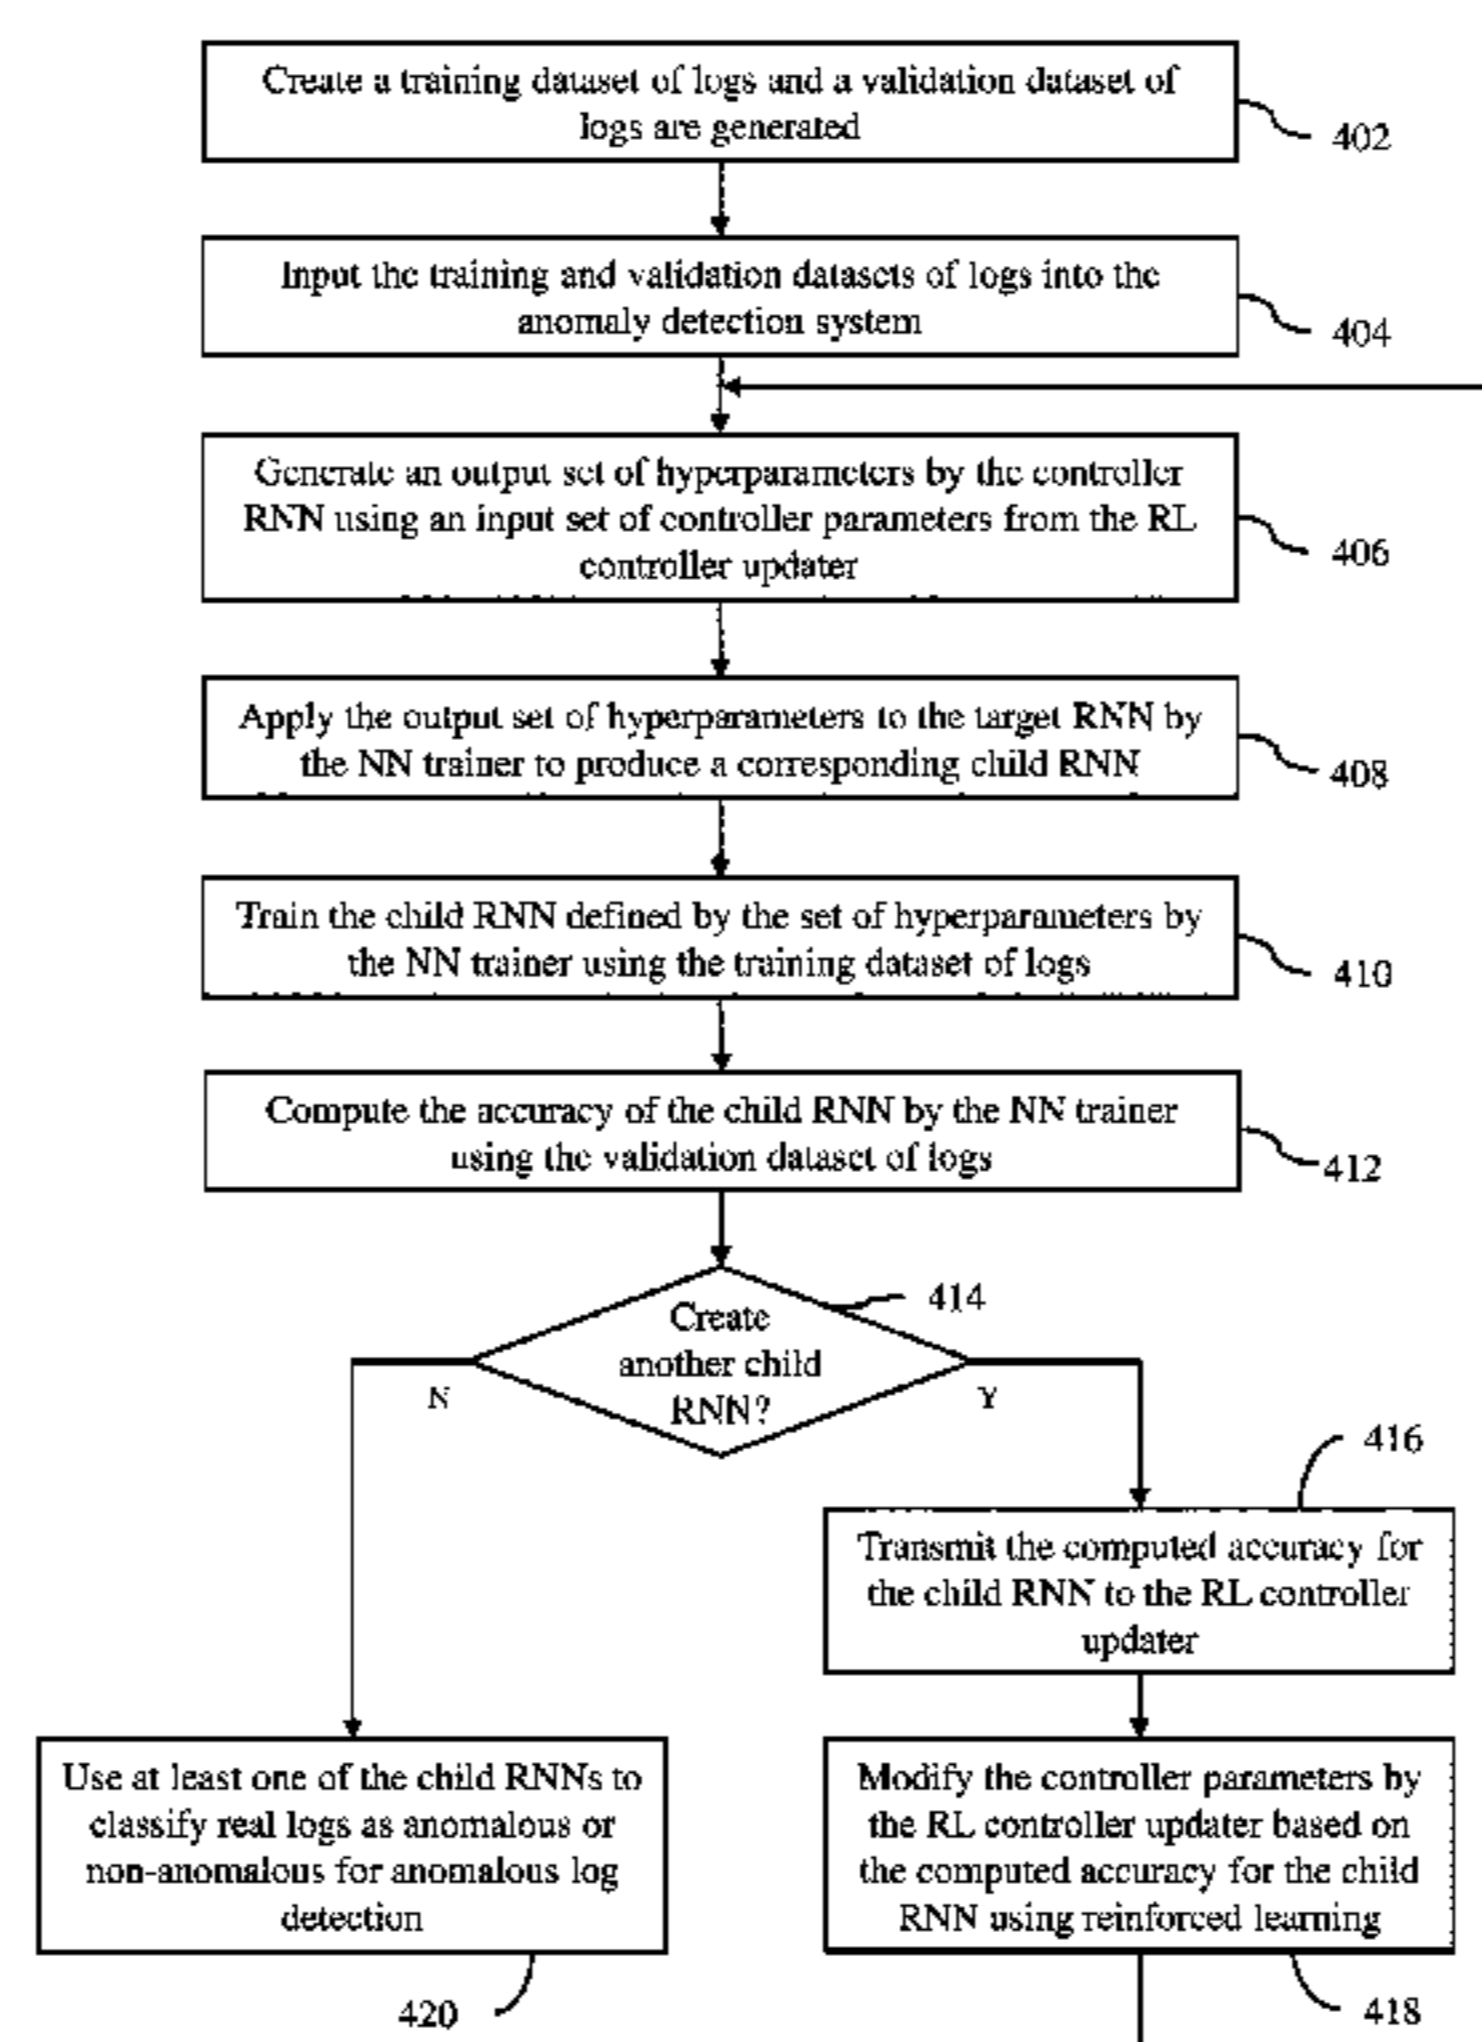 Create a training dataset of logs and a validation dataset of
logs are generated
402
Input the training and validation datasets of logs into the
anomaly detection system
404
Generate an output set of hyperparameters by the controller
RNN using an input set of controller parameters from the RL
controller updater
406
Apply the output set of hyperparameters to the target RNN by
the NN trainer to produce a corresponding child RNN
408
Train the child RNN defined by the set of hyperparameters by
the NN trainer using the training dataset of logs
410
Compute the accuracy of the child RNN by the NN trainer
using the validation dataset of logs
412
Create
another child
RNN?
414
N
Y
416
Transmit the computed accuracy for
the child RNN to the RL controller
updater
Use at least one of the child RNNs to
classify real logs as anomalous or
non-anomalous for anomalous log
detection
420
Modify the controller parameters by
the RL controller updater based on
the computed accuracy for the child
RNN using reinforced learning
418